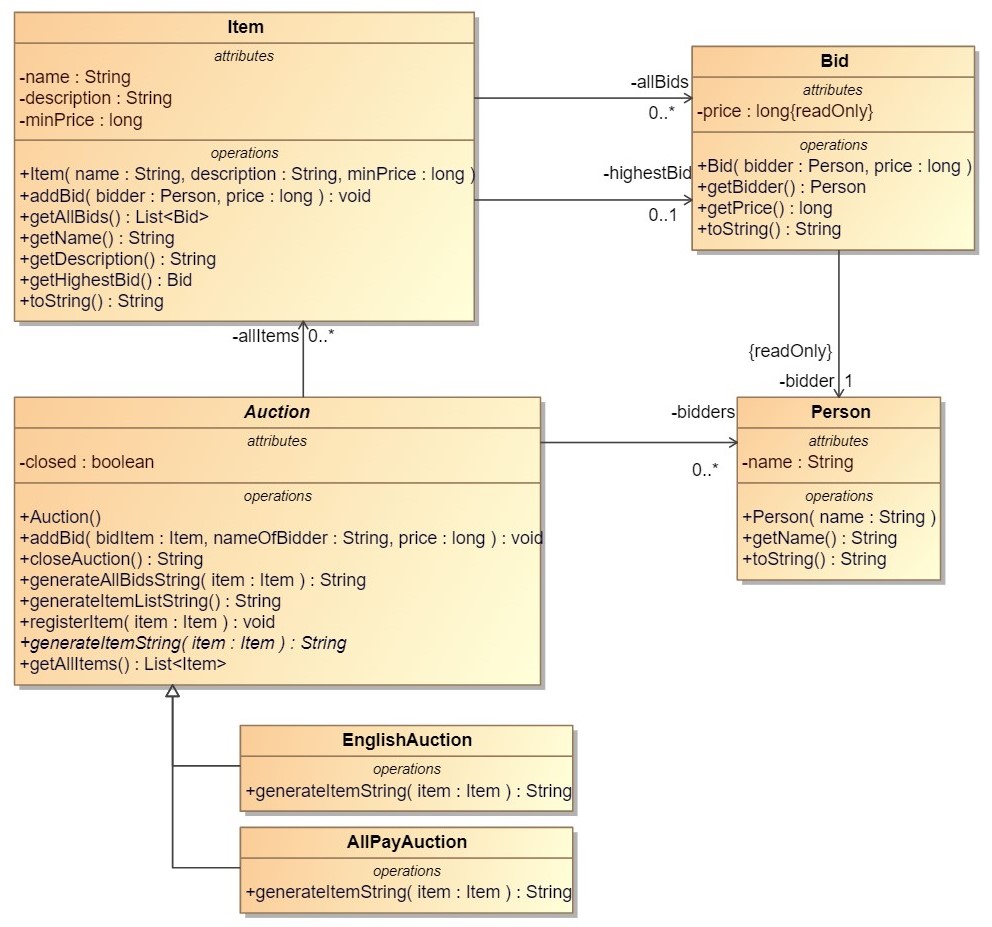 Item
attributes
-name : String
-description : String
-minPrice : long
operations
+Item( name : String, description : String, minPrice : long )
+addBid( bidder : Person, price : long ) : void
+getAllBids() : List<Bid>
+getName() : String
+getDescription() : String
+getHighestBid() : Bid
+toString() : String
-allBids
0..*
-highestBid
0..1
Bid
attributes
-price : long{readOnly}
operations
+Bid( bidder : Person, price : long )
+getBidder() : Person
+getPrice() : long
+toString() : String
-allItems 0..*
{readOnly}
-bidder 1
Auction
attributes
-closed : boolean
operations
+Auction()
+addBid( bidItem : Item, nameOfBidder : String, price : long ) : void
+closeAuction() : String
+generateAllBidsString( item : Item ) : String
+generateItemListString() : String
+registerItem( item : Item ) : void
+generateItemString( item : Item ) : String
+getAllItems() : List<Item>
-bidders
0..*
Person
attributes
-name : String
operations
+Person( name : String )
+getName() : String
+toString() : String
EnglishAuction
operations
+generateItemString( item : Item ) : String
AllPayAuction
operations
+generateItemString( item : Item ) : String